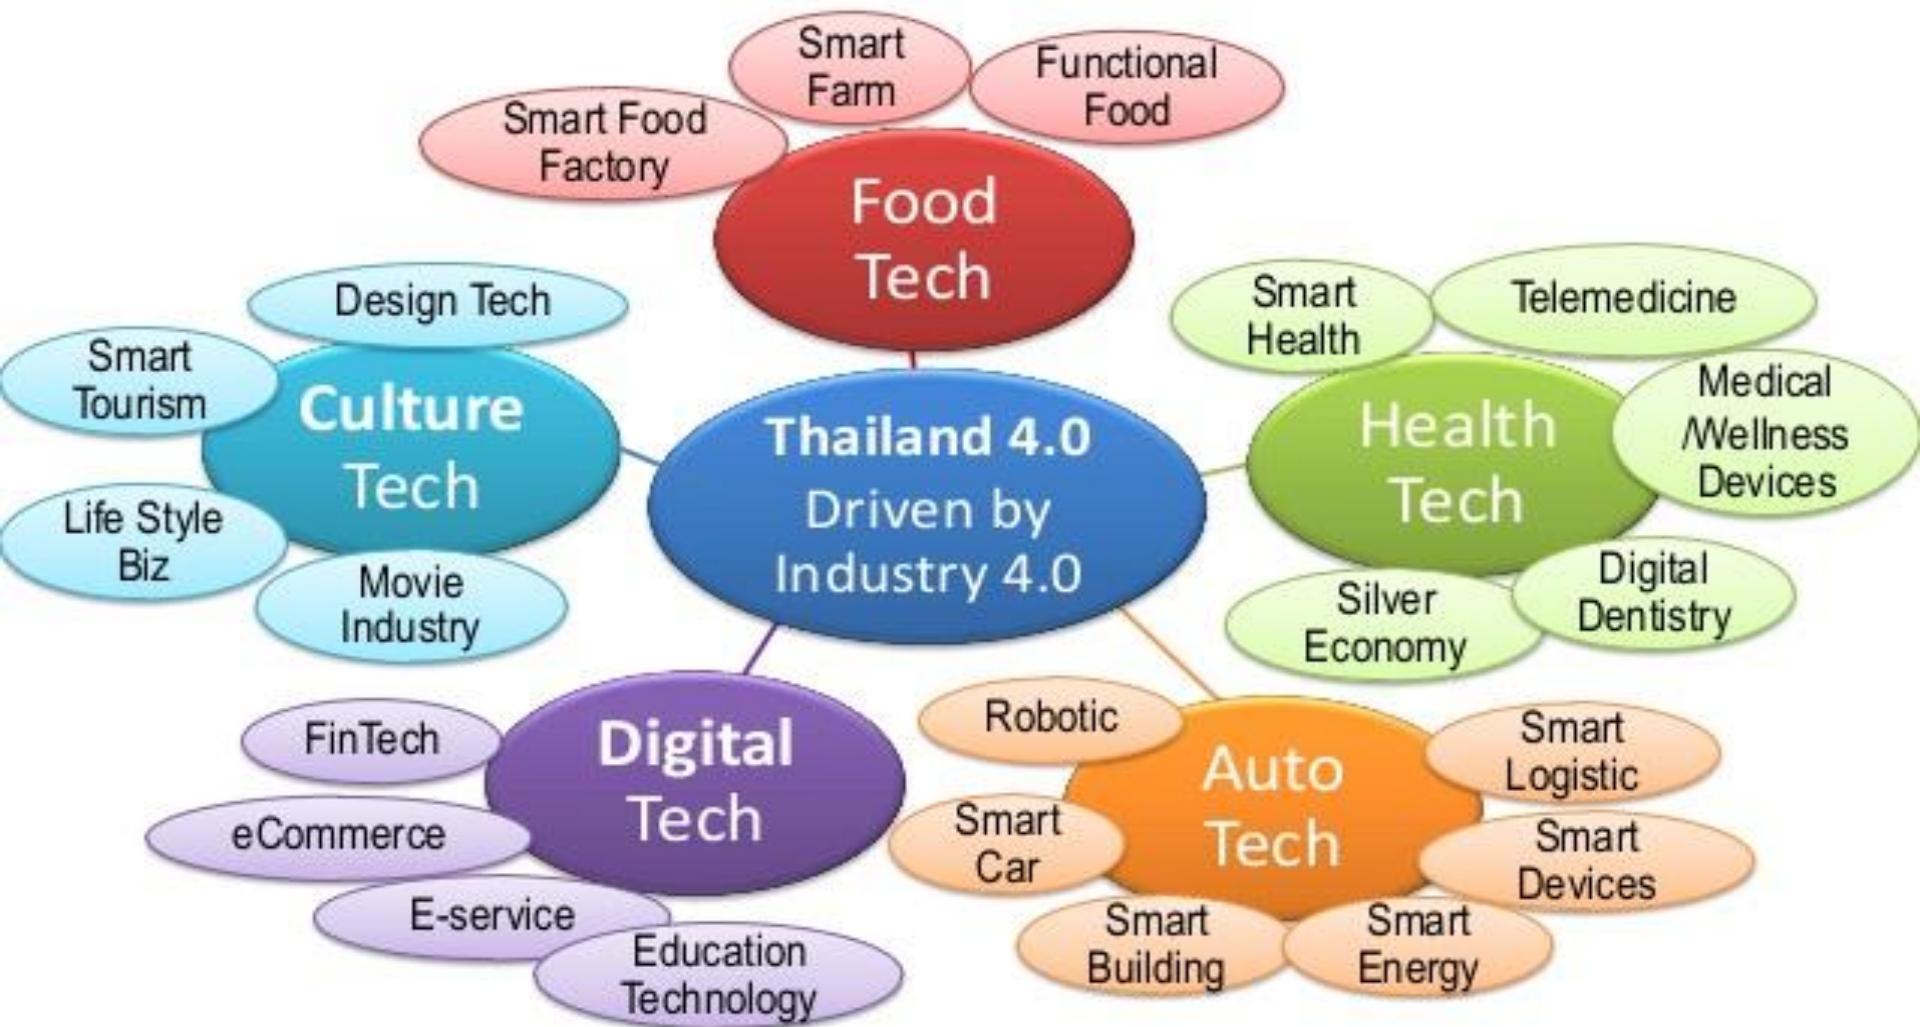 Smart
Farm
Functional
Food
Smart Food
Factory
Food
Tech
Design Tech
Smart
Tourism
Culture
Tech
Life Style
Biz
Movie
Industry
Thailand 4.0
Driven by
Industry 4.0
Smart
Health
Telemedicine
Health
Tech
Medical
/Wellness
Devices
Digital
Dentistry
Silver
Economy
FinTech
Digital
Tech
eCommerce
E-service
Education
Technology
Robotic
Auto
Tech
Smart
Logistic
Smart
Car
Smart
Devices
Smart
Building
Smart
Energy